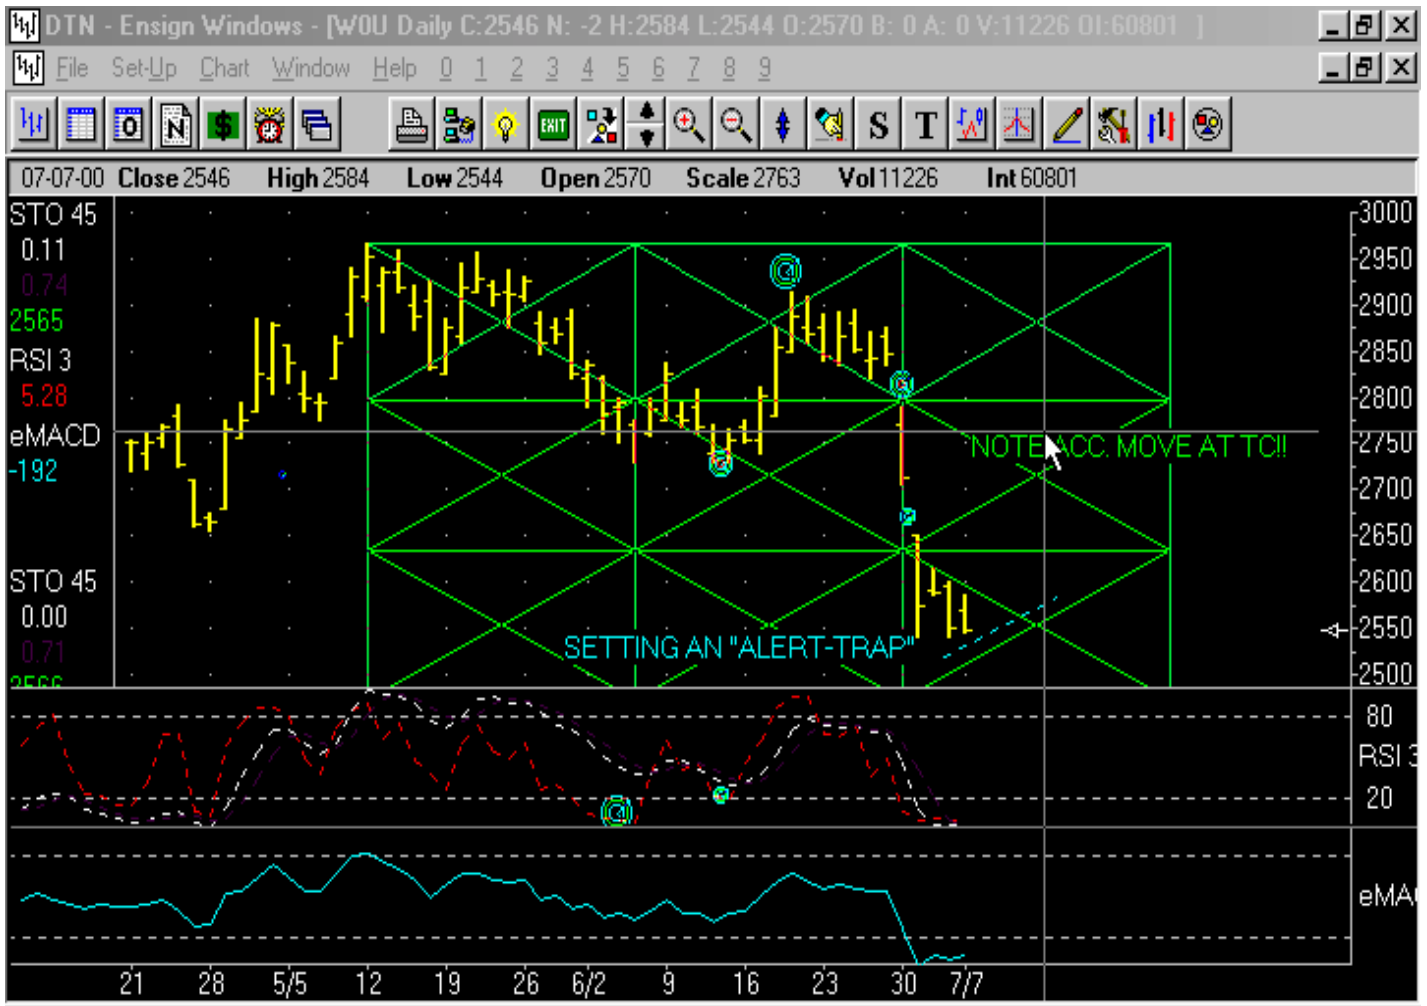 DTN - Ensign Windows - [W0U Daily C:2546 N: -2 H:2584 L:2544 O:2570 B: 0 A: 0 V:11226 OI:60801 ]
File Set-Up Chart Window Help 0 1 2 3 4 5 6 7 8 9
O N $ EXIT S T
07-07-00 Close 2546 High 2584 Low 2544 Open 2570 Scale 2763 Vol 11226 Int 60801
STO 45
0.11
0.74
2565
RSI 3
5.28
eMACD
-192
STO 45
0.00
0.71
2566
3000
2950
2900
2850
2800
2750
2700
2650
2600
2550
2500
NOTE ACC. MOVE AT TC!!
SETTING AN "ALERT-TRAP"
80
RSI 3
20
eMA
21 28 5/5 12 19 26 6/2 9 16 23 30 7/7